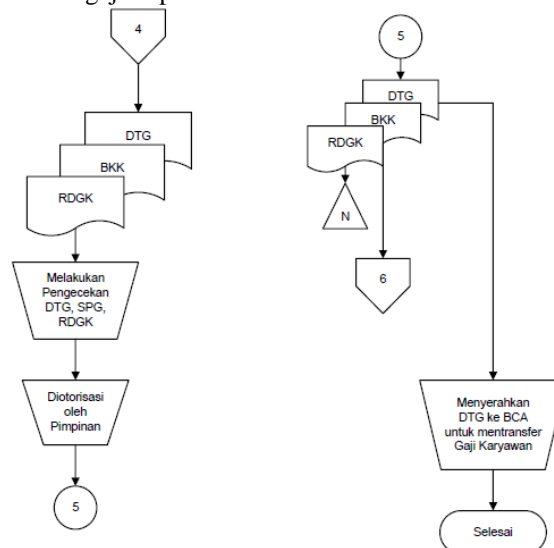 4
DTG
BKK
RDGK
Melakukan
Pengecekan
DTG, SPG,
RDGK
Diotorisasi
oleh
Pimpinan
5
5
DTG
BKK
RDGK
N
6
Menyerahkan
DTG ke BCA
untuk mentransfer
Gaji Karyawan
Selesai